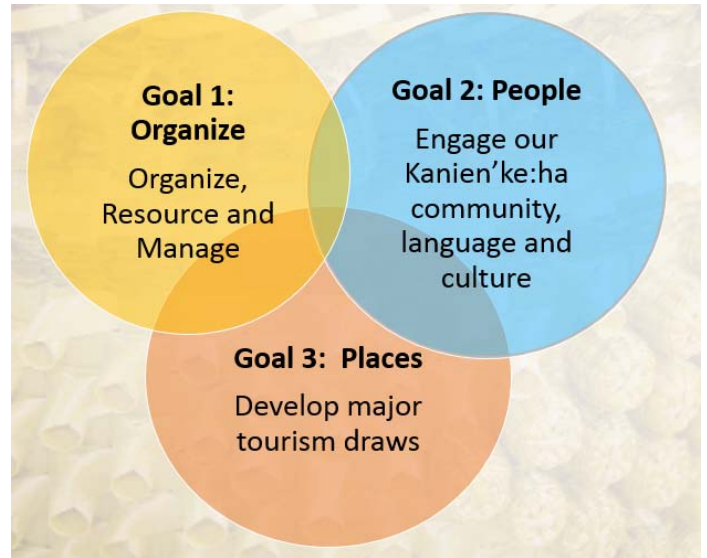 Goal 1:
Organize
Organize,
Resource and
Manage
Goal 2: People
Engage our
Kanien’ke:ha
community,
language and
culture
Goal 3:  Places
Develop major
tourism draws